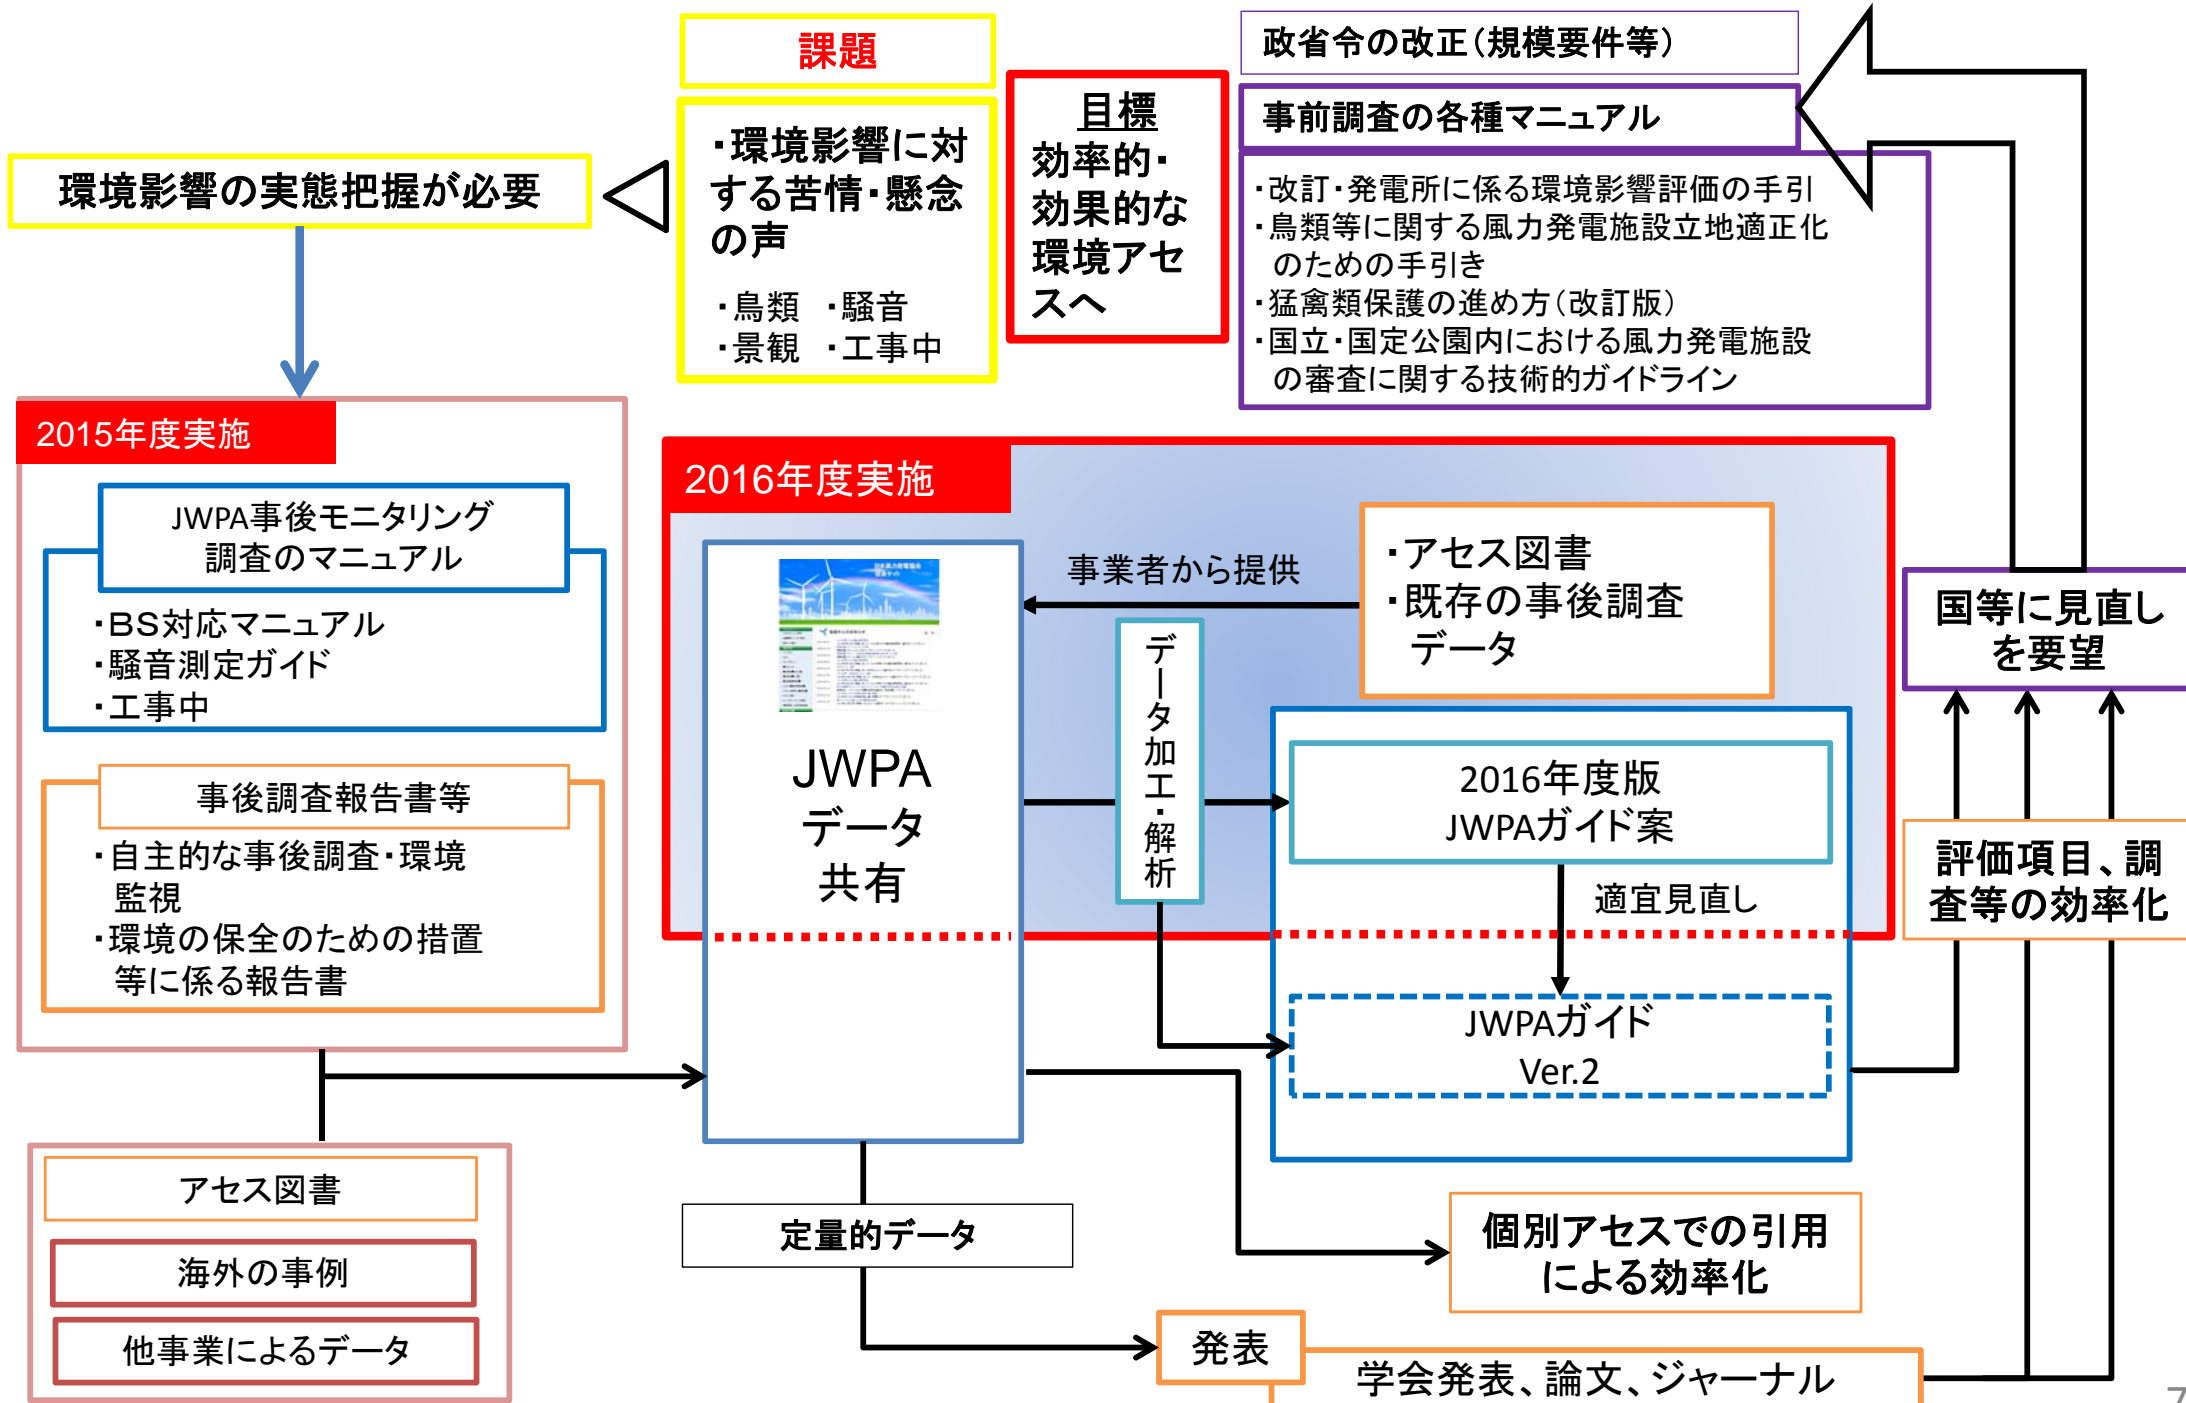 課題
・環境影響に対
する苦情・懸念
の声
・鳥類 ・騒音
・景観 ・工事中
環境影響の実態把握が必要
目標
効率的・
効果的な
環境アセ
スへ
政省令の改正（規模要件等）
事前調査の各種マニュアル
・改訂・発電所に係る環境影響評価の手引
・鳥類等に関する風力発電施設立地適正化
のための手引き
・猛禽類保護の進め方（改訂版）
・国立・国定公園内における風力発電施設
の審査に関する技術的ガイドライン
2015年度実施
JWPA事後モニタリング
調査のマニュアル
・BS対応マニュアル
・騒音測定ガイド
・工事中
事後調査報告書等
・自主的な事後調査・環境
監視
・環境の保全のための措置
等に係る報告書
アセス図書
海外の事例
他事業によるデータ
2016年度実施
日本風力発電協会
JWPA
データ
共有
事業者から提供
・アセス図書
・既存の事後調査
データ
データ加工・解析
2016年度版
JWPAガイド案
適宜見直し
JWPAガイド
Ver.2
国等に見直し
を要望
評価項目、調
査等の効率化
定量的データ
個別アセスでの引用
による効率化
発表
学会発表、論文、ジャーナル
7